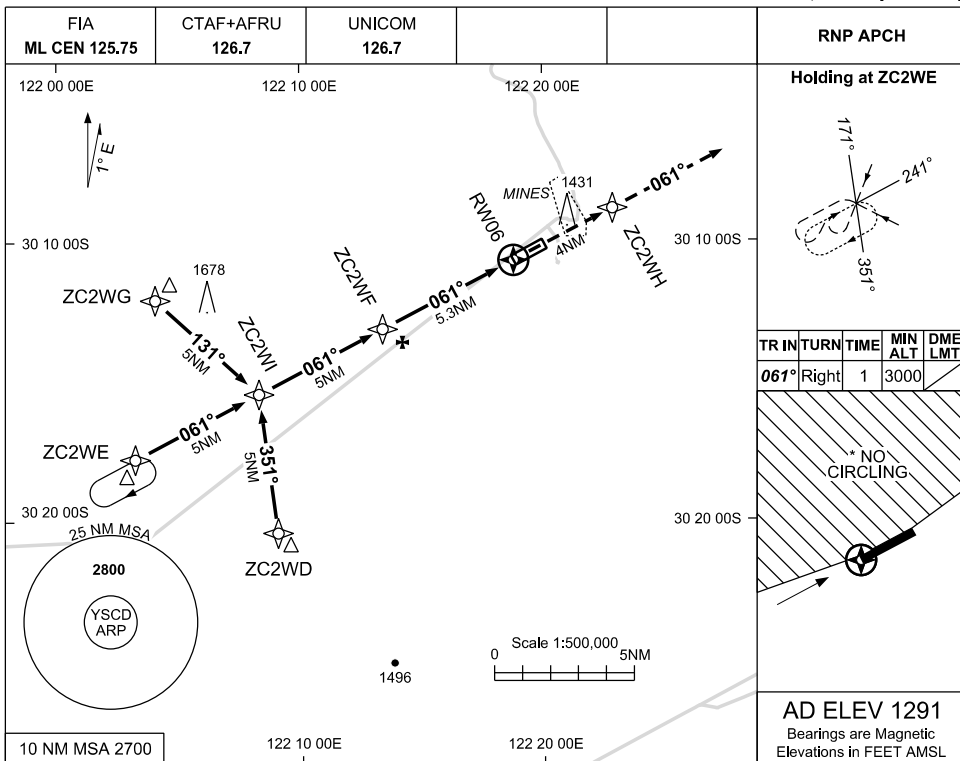 FIA
ML CEN 125.75
CTAF+AFRU
126.7
UNICOM
126.7
RNP APCH
122 00 00E
122 10 00E
122 20 00E
1° E
MINES
1431
061°
RW06
4NM
ZC2WH
30 10 00S
30 10 00S
ZC2WG
1678
ZC2WF
061°
5.3NM
131°
5NM
ZC2WI
061°
5NM
ZC2WE
061°
5NM
351°
5NM
30 20 00S
30 20 00S
ZC2WD
25 NM MSA
2800
YSCD
ARP
1496
Scale 1:500,000
0
5NM
10 NM MSA 2700
122 10 00E
122 20 00E
Holding at ZC2WE
171°
241°
351°
TR IN TURN TIME MIN ALT DME LMT
061° Right 1 3000
* NO
CIRCLING
AD ELEV 1291
Bearings are Magnetic
Elevations in FEET AMSL